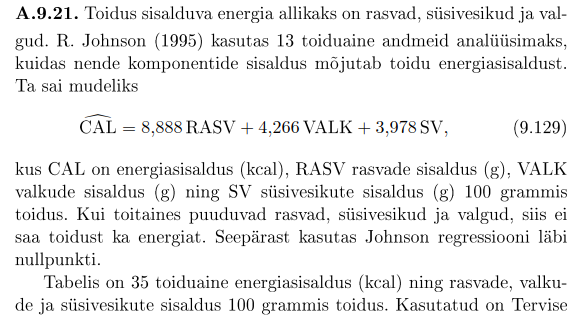 A.9.21. Toidus sisalduva energia allikaks on rasvad, süsivesikud ja val-
gud. R. Johnson (1995) kasutas 13 toiduaine andmeid analüüsimaks,
kuidas nende komponentide sisaldus mõjutab toidu energiasisaldust.
Ta sai mudeliks
\widehat{CAL} = 8,888 RASV + 4,266 VALK + 3,978 SV, (9.129)
kus CAL on energiasisaldus (kcal), RASV rasvade sisaldus (g), VALK
valkude sisaldus (g) ning SV süsivesikute sisaldus (g) 100 grammis
toidus. Kui toitaines puuduvad rasvad, süsivesikud ja valgud, siis ei
saa toidust ka energiat. Seepärast kasutas Johnson regressiooni läbi
nullpunkti.
Tabelis on 35 toiduaine energiasisaldus (kcal) ning rasvade, valku-
de ja süsivesikute sisaldus 100 grammis toidus. Kasutatud on Tervise